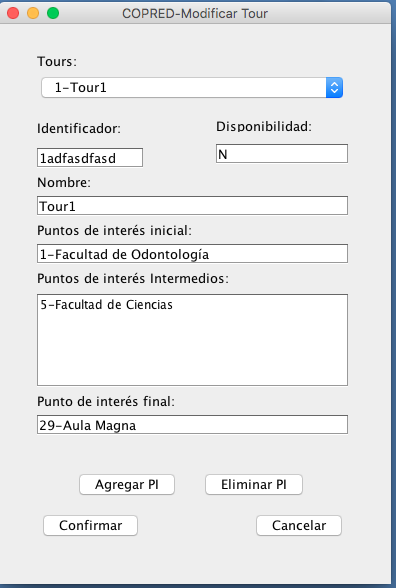 COPRED-Modificar Tour
Tours:
1-Tour1
Identificador:
Disponibilidad:
1adfasdfasd
N
Nombre:
Tour1
Puntos de interés inicial:
1-Facultad de Odontología
Puntos de interés Intermedios:
5-Facultad de Ciencias
Punto de interés final:
29-Aula Magna
Agregar PI
Eliminar PI
Confirmar
Cancelar